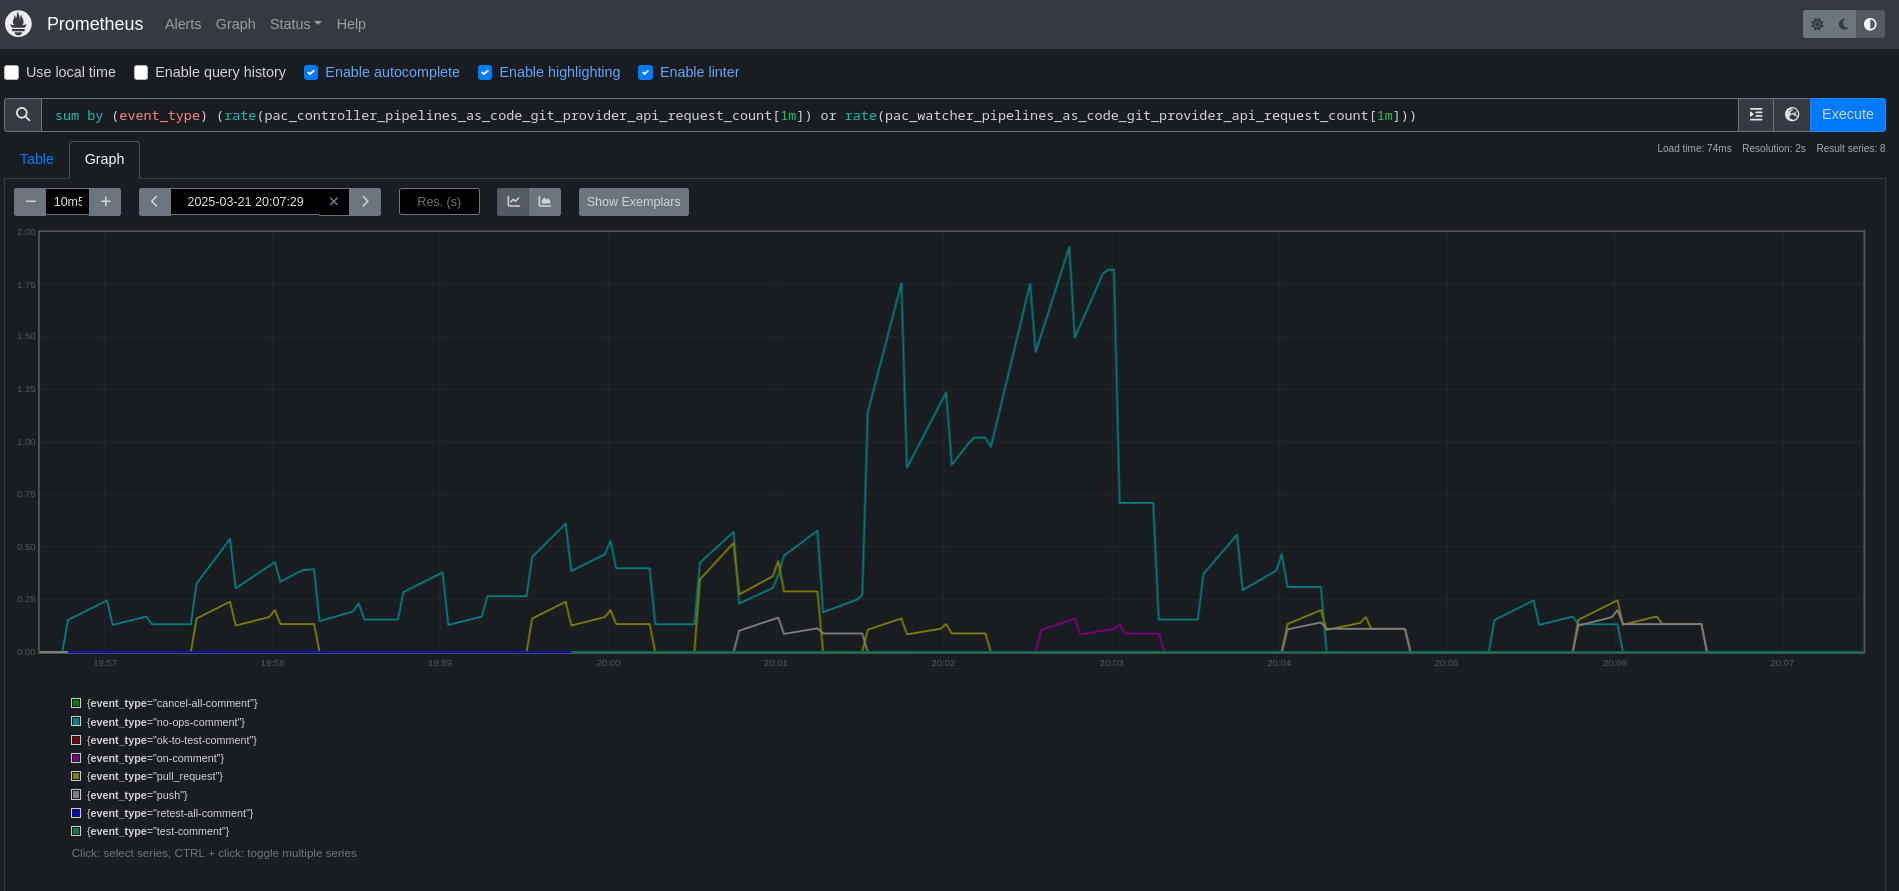 Prometheus Alerts Graph Status Help
Use local time Enable query history Enable autocomplete Enable highlighting Enable linter
sum by (event_type) (rate(pac_controller_pipelines_as_code_git_provider_api_request_count[1m]) or rate(pac_watcher_pipelines_as_code_git_provider_api_request_count[1m])) Execute
Table Graph Load time: 74ms Resolution: 2s Result series: 8
10m5 2025-03-21 20:07:29 Res. (s) Show Exemplars
2.00
1.75
1.50
1.25
1.00
0.75
0.50
0.25
0.00
19:57 19:58 19:59 20:00 20:01 20:02 20:03 20:04 20:05 20:06 20:07
{event_type="cancel-all-comment"}
{event_type="no-ops-comment"}
{event_type="ok-to-test-comment"}
{event_type="on-comment"}
{event_type="pull_request"}
{event_type="push"}
{event_type="retest-all-comment"}
{event_type="test-comment"}
Click: select series, CTRL + click: toggle multiple series